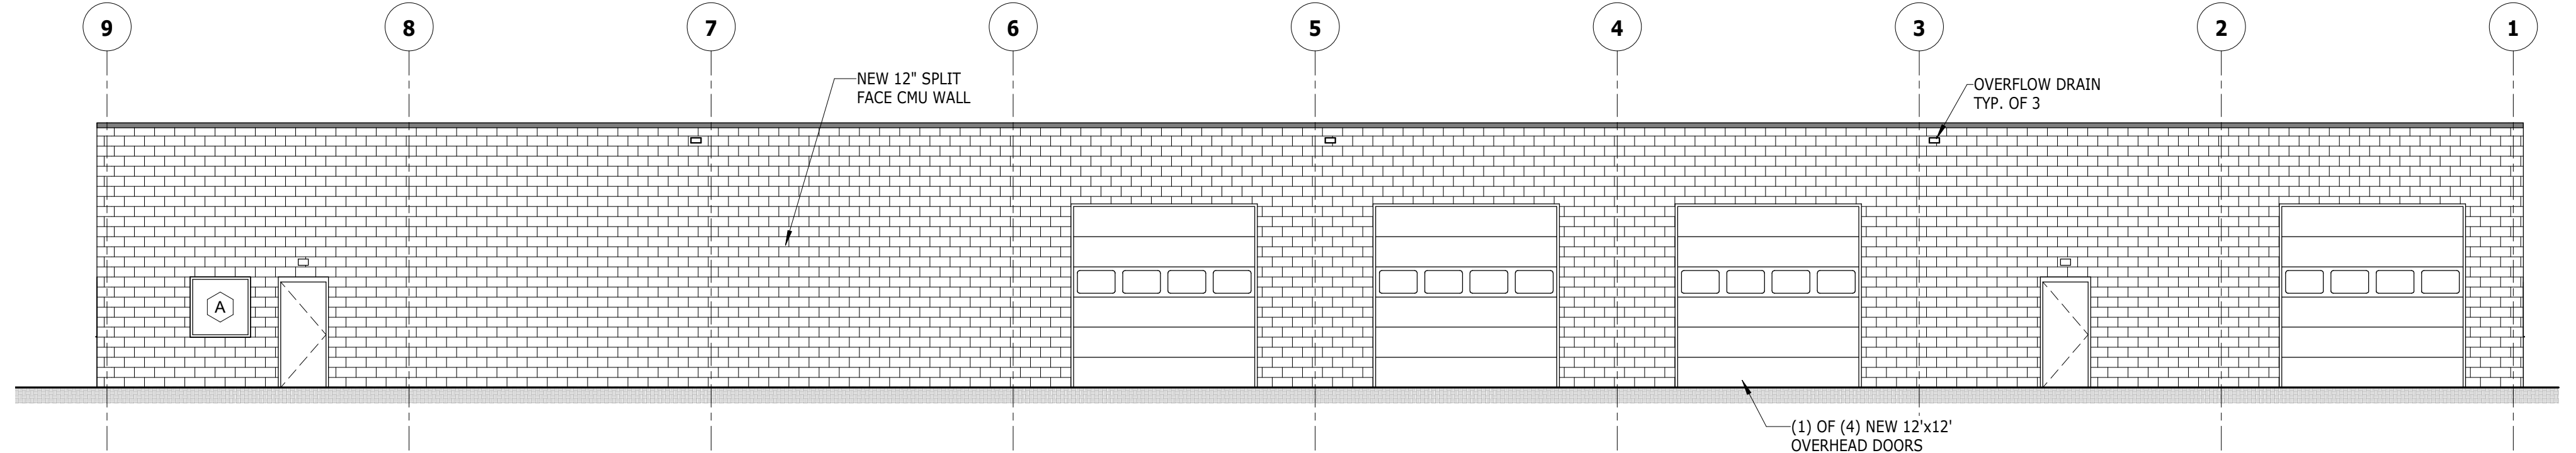 9 8 7 6 5 4 3 2 1
NEW 12" SPLIT
FACE CMU WALL
OVERFLOW DRAIN
TYP. OF 3
A
(1) OF (4) NEW 12'x12'
OVERHEAD DOORS